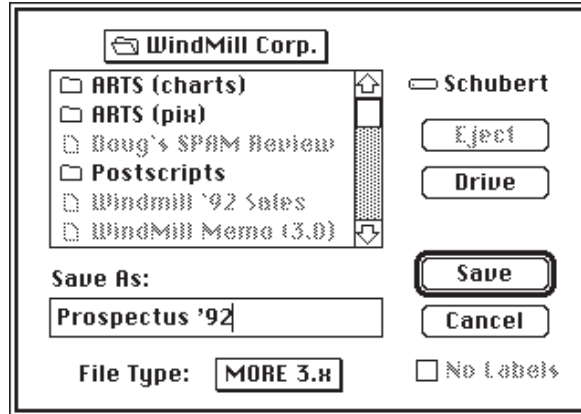 WindMill Corp.
ARTS (charts)
ARTS (pix)
Doug's SPAM Review
Postscripts
Windmill '92 Sales
WindMill Memo (3.0)
Schubert
Eject
Drive
Save As:
Prospectus '92
Save
Cancel
File Type:
MORE 3.x
No Labels